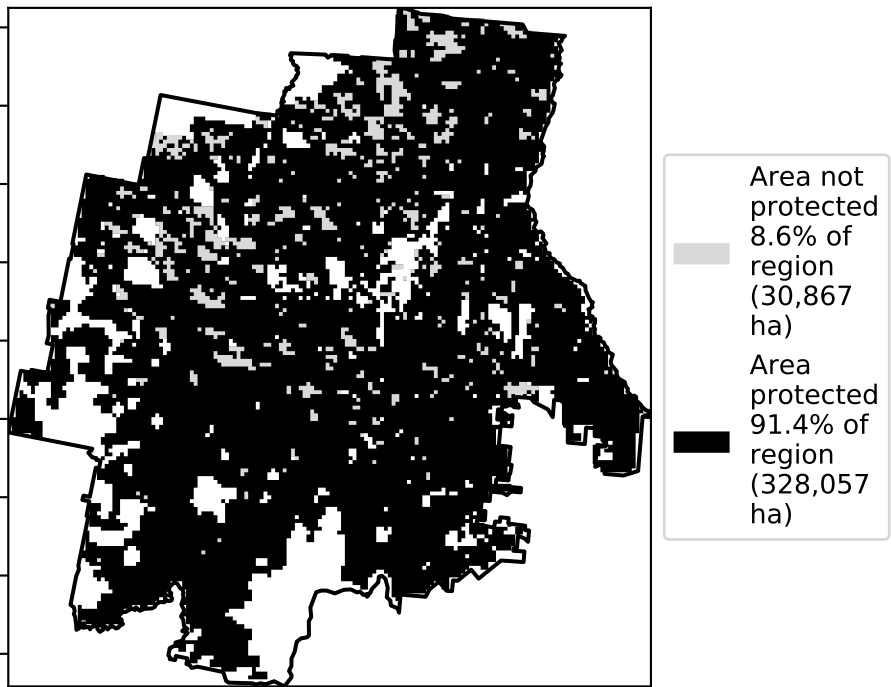 Area not
protected
8.6% of
region
(30,867
ha)
Area
protected
91.4% of
region
(328,057
ha)